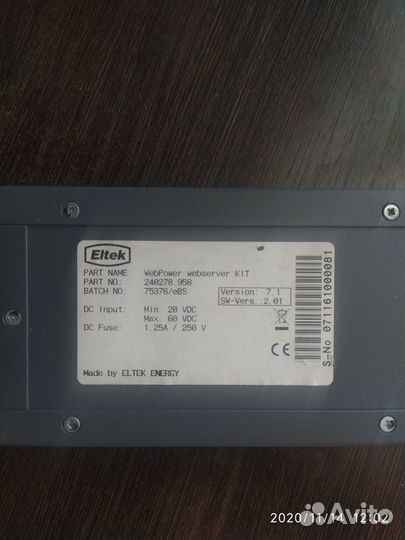 Eltek
PART NAME: WebPower webserver KIT
PART NO: 240278.958
BATCH NO: 75376/eBS
Version: 7.1
SW-Vers.:2.01
DC Input: Min. 20 VDC
Max. 60 VDC
DC Fuse: 1.25A / 250 V
CE
Made by ELTEK ENERGY
S-No 071161000081
2020/11/14 12:02
Avito